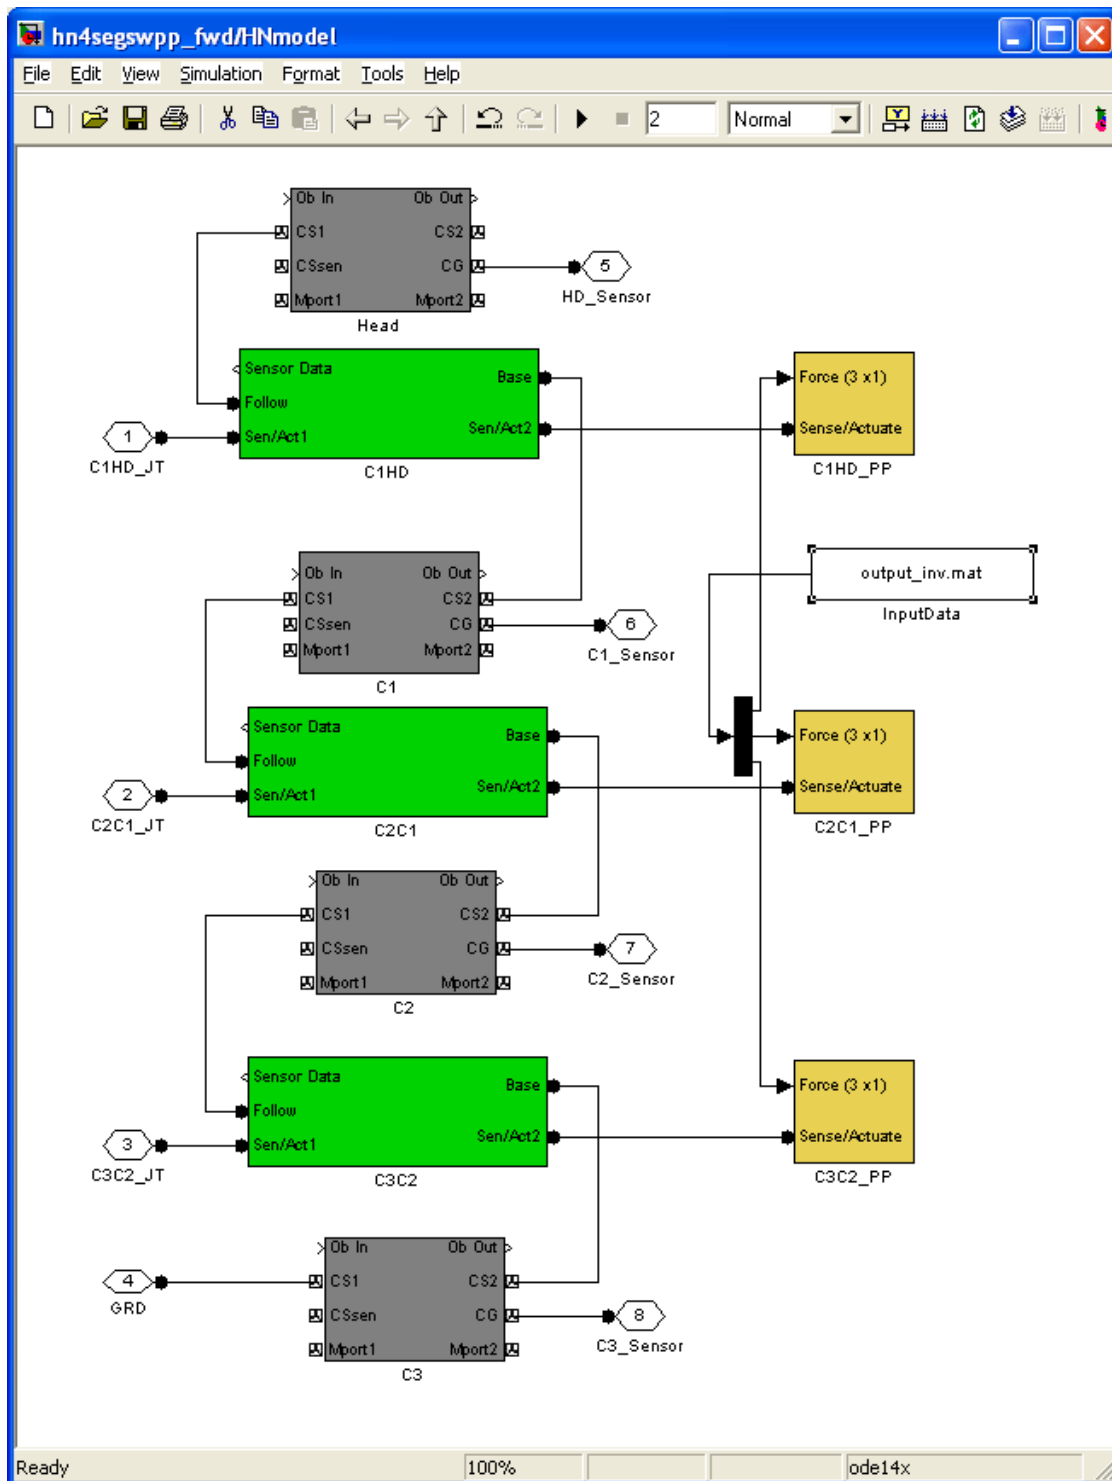 hn4segswpp_fwd/HNmodel
File Edit View Simulation Format Tools Help
2 Normal
Ob In Ob Out
CS1 CS2
CSsen CG
Mport1 Mport2
Head
5
HD_Sensor
Sensor Data
Base
Follow
Sen/Act1 Sen/Act2
C1HD
1
C1HD_JT
Force (3 x1)
Sense/Actuate
C1HD_PP
output_inv.mat
InputData
Ob In Ob Out
CS1 CS2
CSsen CG
Mport1 Mport2
C1
6
C1_Sensor
Sensor Data
Base
Follow
Sen/Act1 Sen/Act2
C2C1
2
C2C1_JT
Force (3 x1)
Sense/Actuate
C2C1_PP
Ob In Ob Out
CS1 CS2
CSsen CG
Mport1 Mport2
C2
7
C2_Sensor
Sensor Data
Base
Follow
Sen/Act1 Sen/Act2
C3C2
3
C3C2_JT
Force (3 x1)
Sense/Actuate
C3C2_PP
Ob In Ob Out
CS1 CS2
CSsen CG
Mport1 Mport2
C3
4
GRD
8
C3_Sensor
Ready 100% ode14x